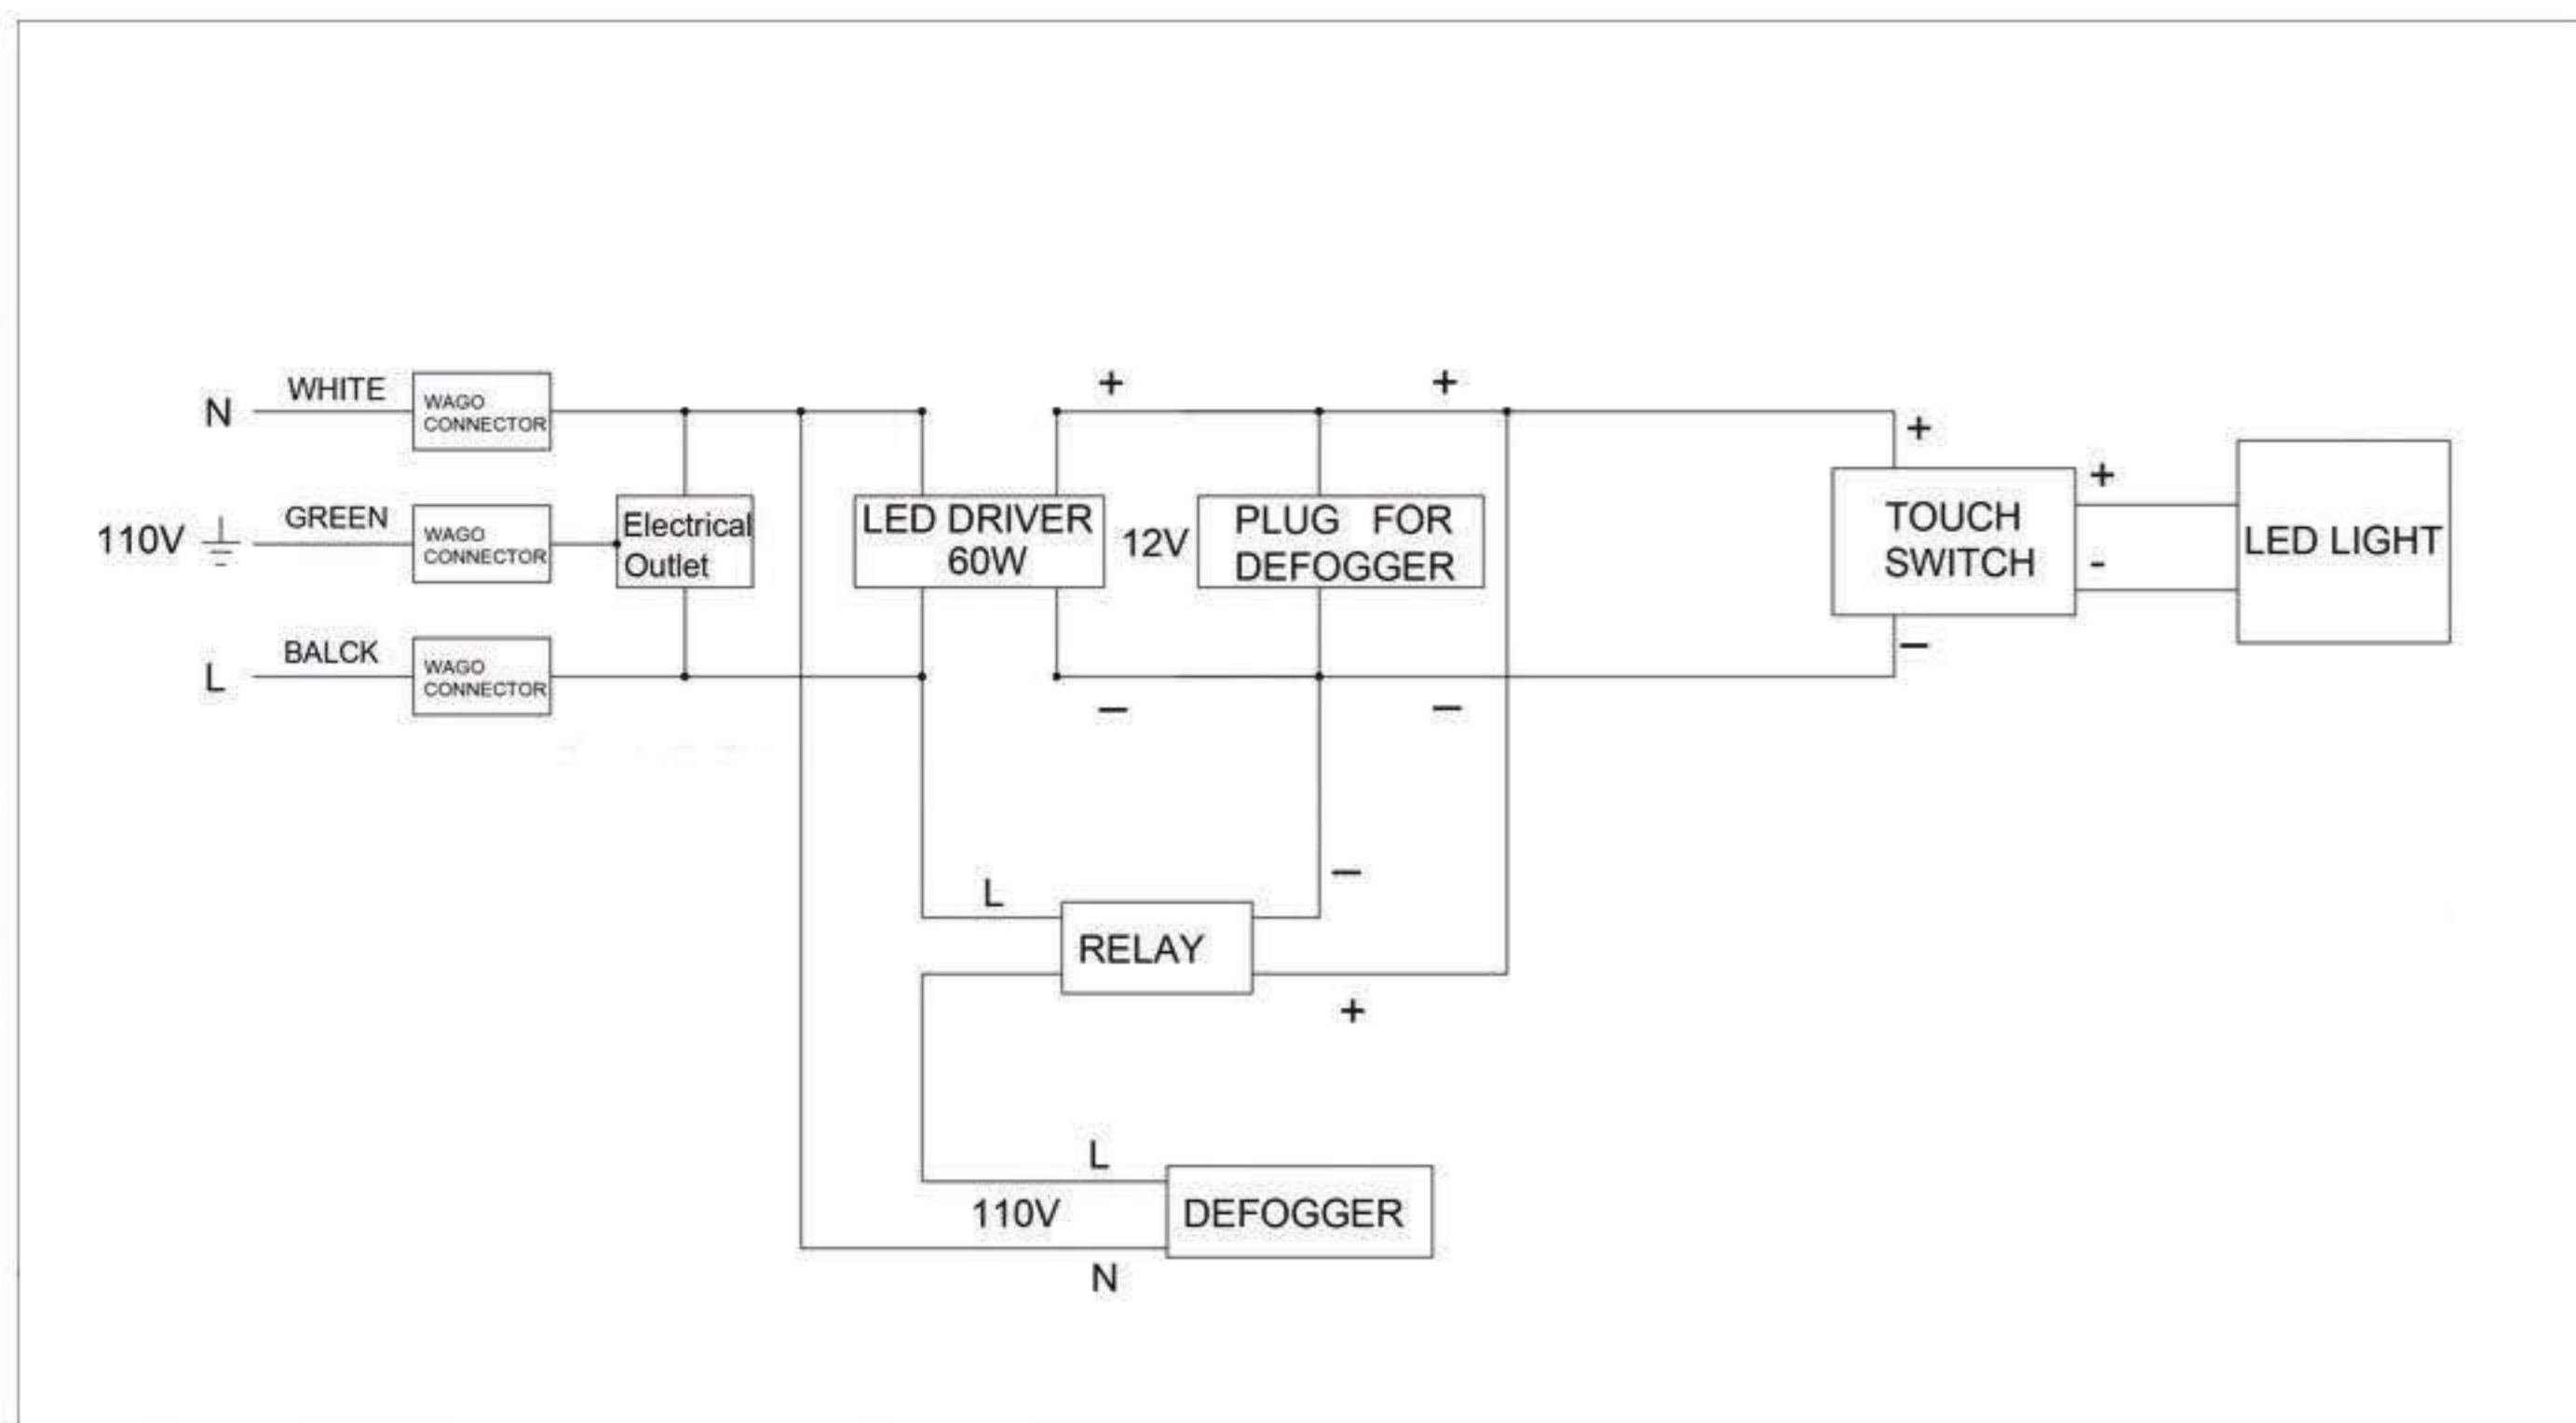 N
WHITE
WAGO
CONNECTOR
+
+
+
110V
GREEN
WAGO
CONNECTOR
Electrical
Outlet
LED DRIVER
60W
12V
PLUG FOR
DEFOGGER
TOUCH
SWITCH
+
-
LED LIGHT
L
BALCK
WAGO
CONNECTOR
–
–
–
L
RELAY
–
+
L
110V
DEFOGGER
N